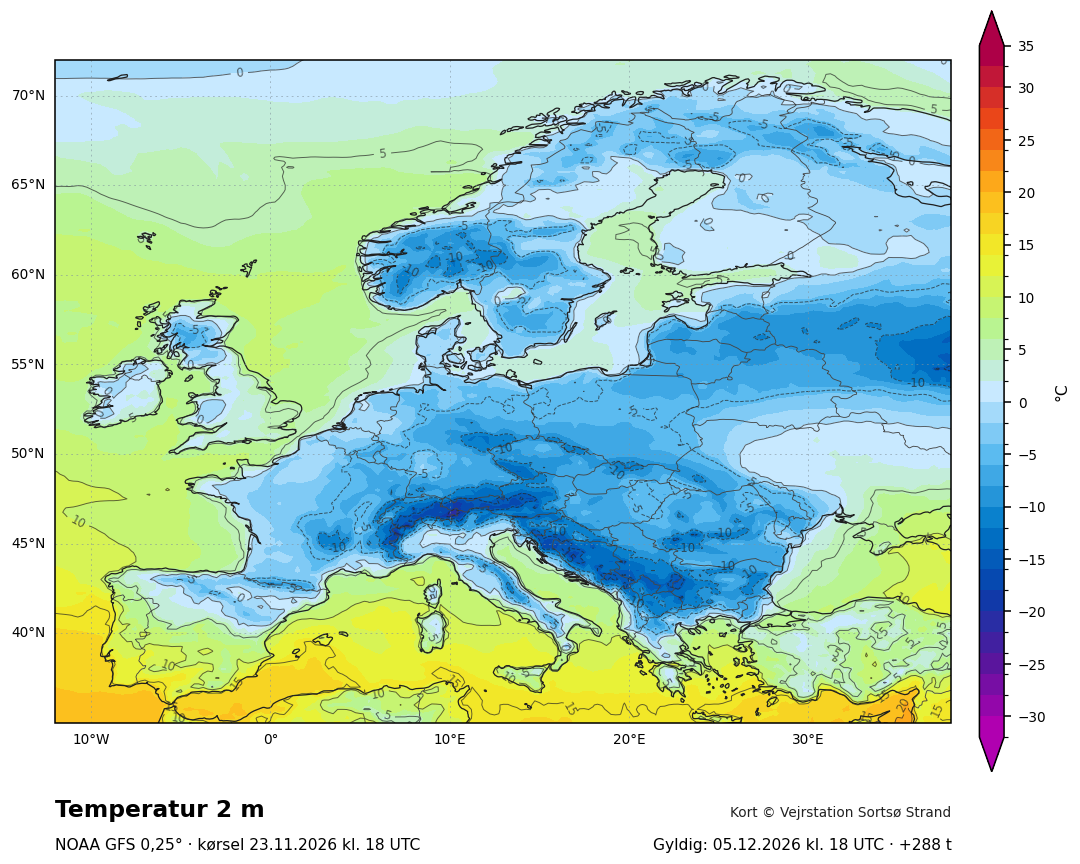 70°N
65°N
60°N
55°N
50°N
45°N
40°N
10°W
0°
10°E
20°E
30°E
35
30
25
20
15
10
5
0
−5
−10
−15
−20
−25
−30
°C
Temperatur 2 m
Kort © Vejrstation Sortsø Strand
NOAA GFS 0,25° · kørsel 23.11.2026 kl. 18 UTC
Gyldig: 05.12.2026 kl. 18 UTC · +288 t